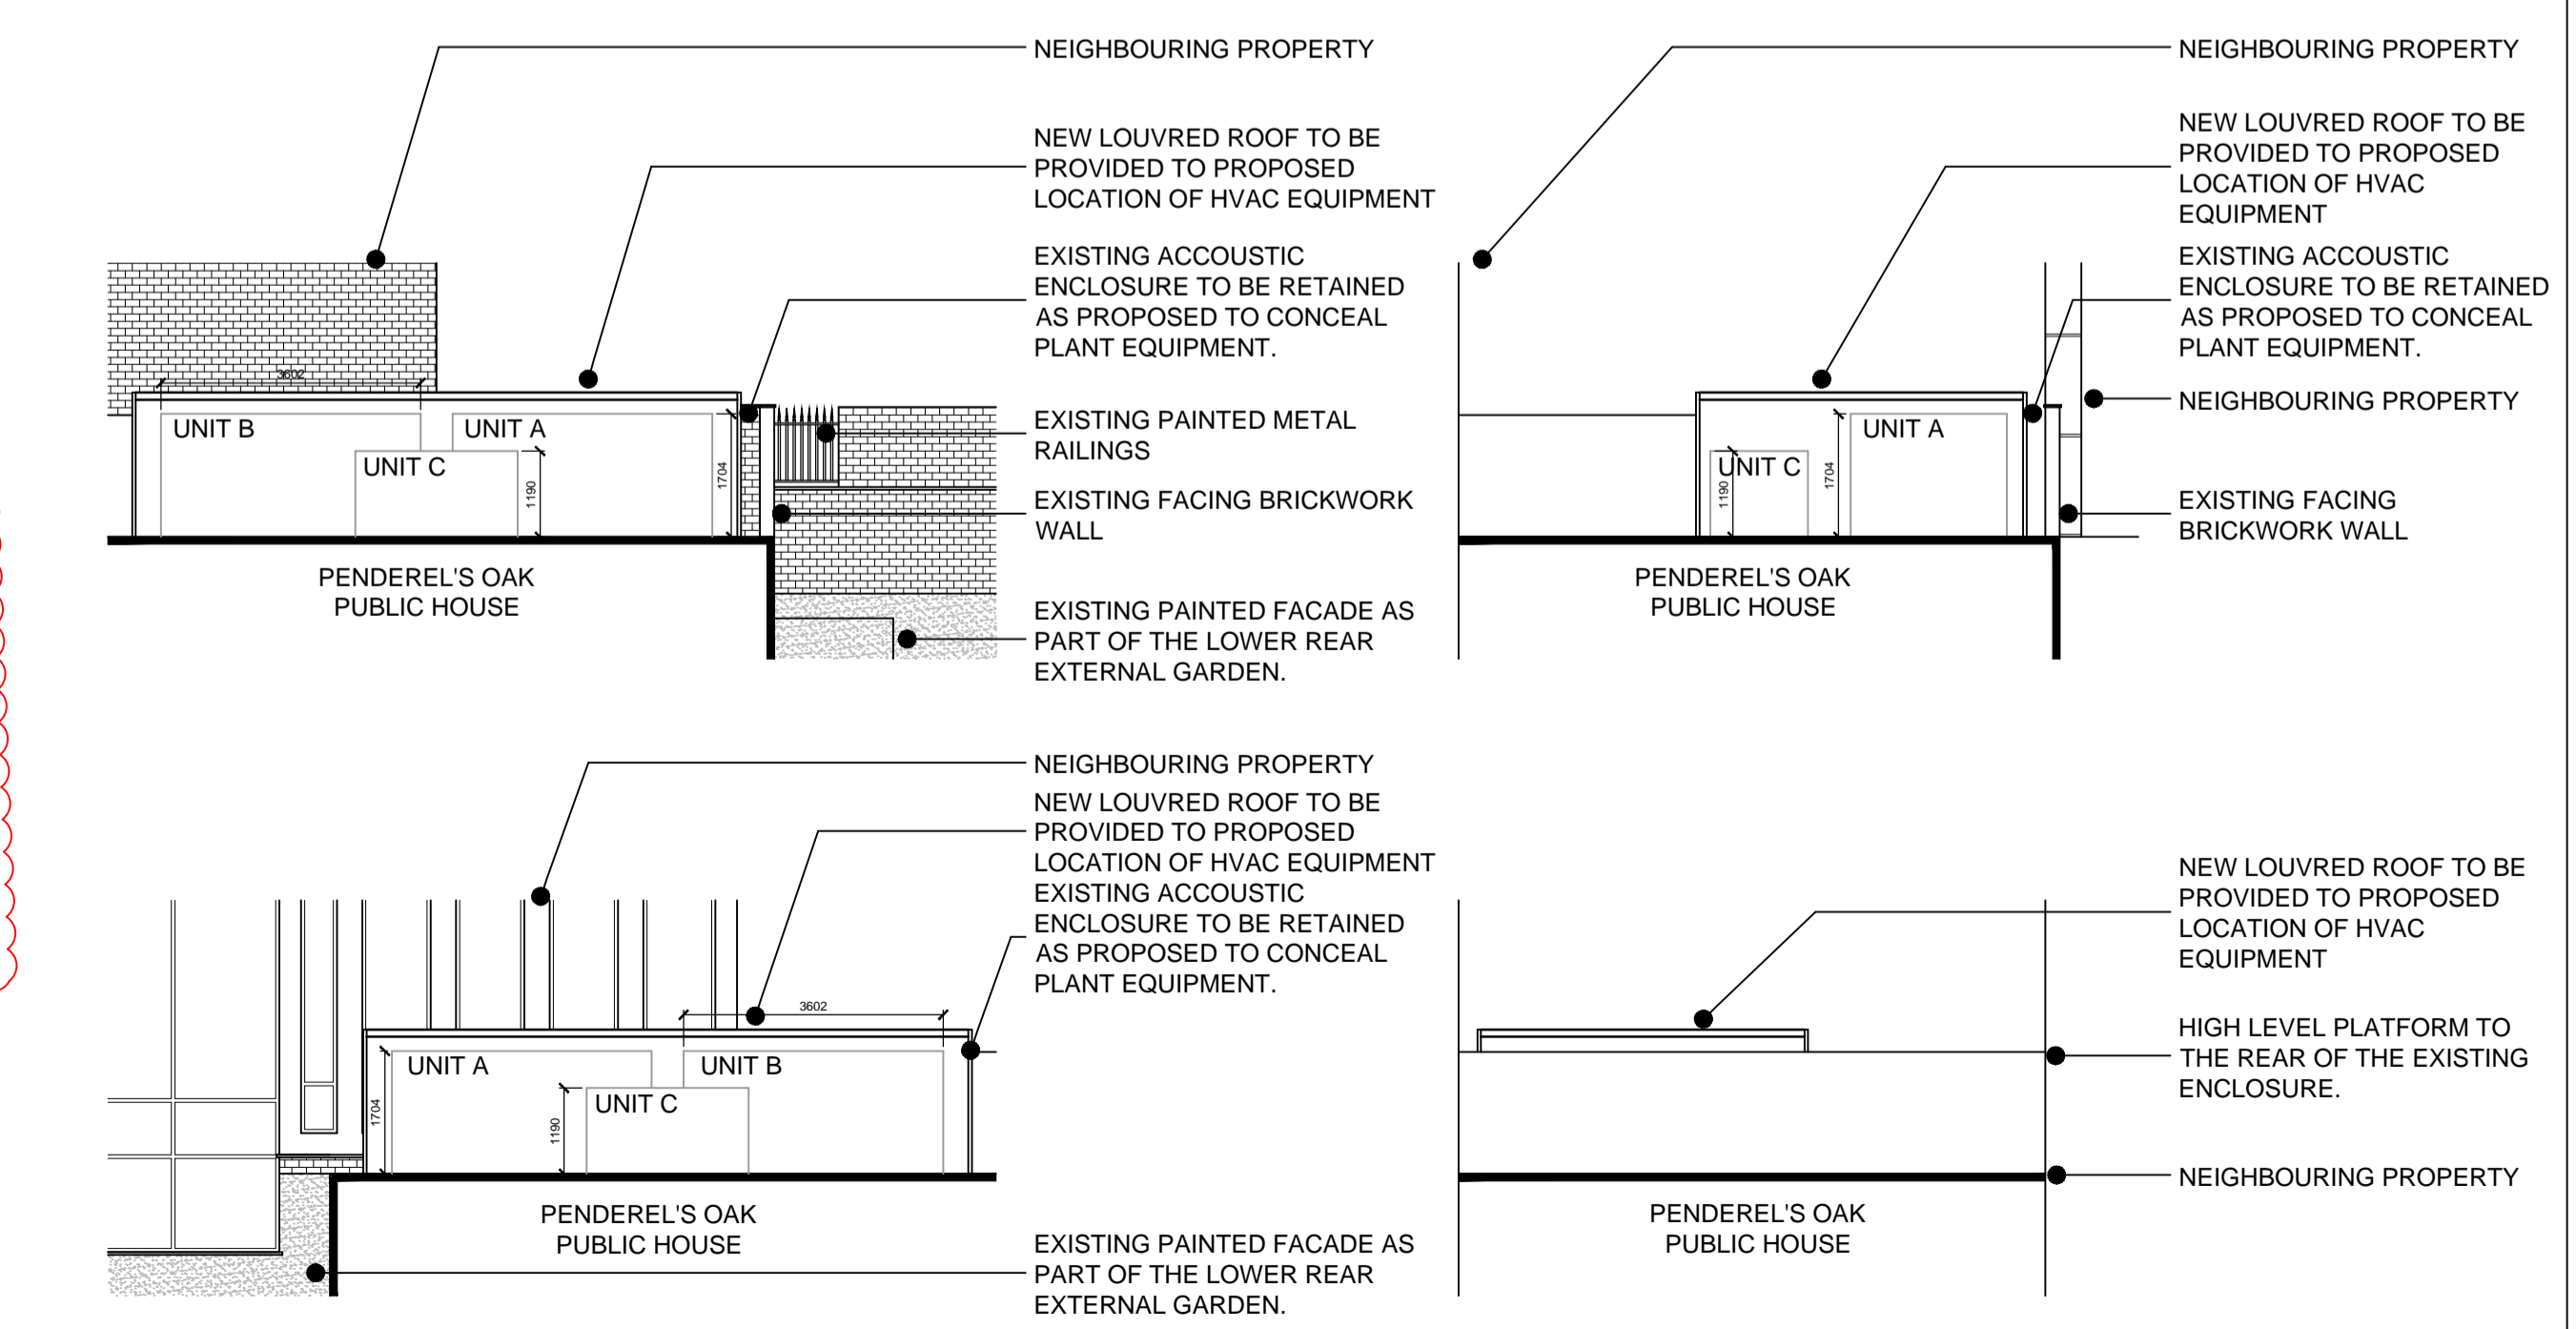 NEIGHBOURING PROPERTY
NEW LOUVRED ROOF TO BE
PROVIDED TO PROPOSED
LOCATION OF HVAC EQUIPMENT
EXISTING ACCOUSTIC
ENCLOSURE TO BE RETAINED
AS PROPOSED TO CONCEAL
PLANT EQUIPMENT.
EXISTING PAINTED METAL
RAILINGS
EXISTING FACING BRICKWORK
WALL
EXISTING PAINTED FACADE AS
PART OF THE LOWER REAR
EXTERNAL GARDEN.
3602
UNIT B
UNIT A
UNIT C
1190
1704
PENDEREL'S OAK
PUBLIC HOUSE
NEIGHBOURING PROPERTY
NEW LOUVRED ROOF TO BE
PROVIDED TO PROPOSED
LOCATION OF HVAC
EQUIPMENT
EXISTING ACCOUSTIC
ENCLOSURE TO BE RETAINED
AS PROPOSED TO CONCEAL
PLANT EQUIPMENT.
NEIGHBOURING PROPERTY
EXISTING FACING
BRICKWORK WALL
UNIT A
UNIT C
1190
1704
PENDEREL'S OAK
PUBLIC HOUSE
NEIGHBOURING PROPERTY
NEW LOUVRED ROOF TO BE
PROVIDED TO PROPOSED
LOCATION OF HVAC EQUIPMENT
EXISTING ACCOUSTIC
ENCLOSURE TO BE RETAINED
AS PROPOSED TO CONCEAL
PLANT EQUIPMENT.
3602
UNIT A
UNIT B
UNIT C
1704
1190
PENDEREL'S OAK
PUBLIC HOUSE
EXISTING PAINTED FACADE AS
PART OF THE LOWER REAR
EXTERNAL GARDEN.
NEW LOUVRED ROOF TO BE
PROVIDED TO PROPOSED
LOCATION OF HVAC
EQUIPMENT
HIGH LEVEL PLATFORM TO
THE REAR OF THE EXISTING
ENCLOSURE.
NEIGHBOURING PROPERTY
PENDEREL'S OAK
PUBLIC HOUSE